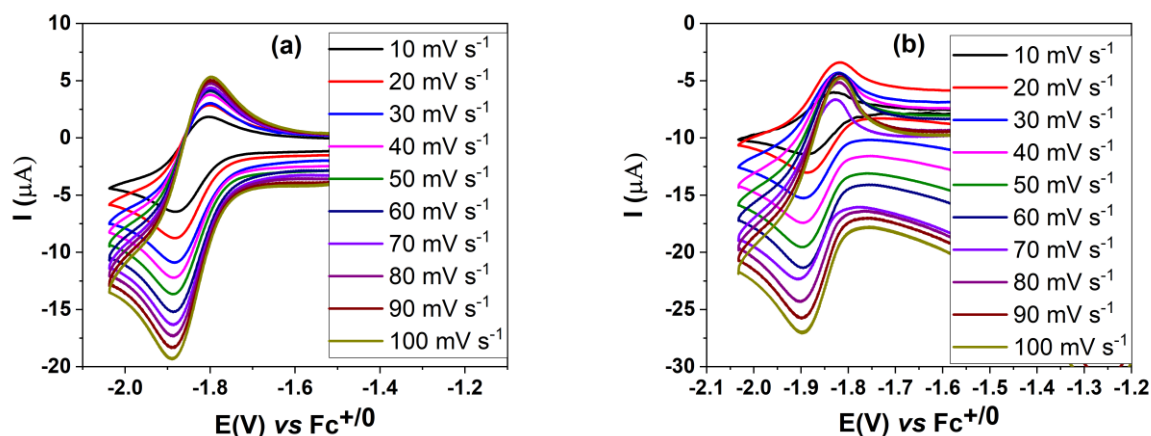 (a)
I (µA)
10
5
0
-5
-10
-15
-20
-2.0
-1.8
-1.6
-1.4
-1.2
E(V) vs Fc+/0
10 mV s-1
20 mV s-1
30 mV s-1
40 mV s-1
50 mV s-1
60 mV s-1
70 mV s-1
80 mV s-1
90 mV s-1
100 mV s-1
(b)
I (µA)
0
-5
-10
-15
-20
-25
-30
-2.1
-2.0
-1.9
-1.8
-1.7
-1.6
-1.5
-1.4
-1.3
-1.2
E(V) vs Fc+/0
10 mV s-1
20 mV s-1
30 mV s-1
40 mV s-1
50 mV s-1
60 mV s-1
70 mV s-1
80 mV s-1
90 mV s-1
100 mV s-1